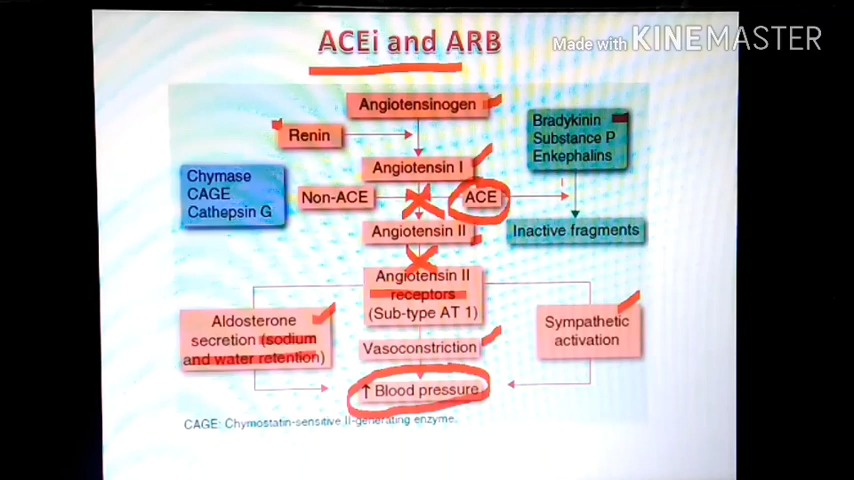 ACEi and ARB
Made with KINEMASTER
Angiotensinogen
Renin
Bradykinin
Substance P
Enkephalins
Angiotensin I
Chymase
CAGE
Cathepsin G
Non-ACE
ACE
Angiotensin II
Inactive fragments
Angiotensin II
receptors
(Sub-type AT 1)
Aldosterone
secretion (sodium
and water retention)
Vasoconstriction
Sympathetic
activation
↑ Blood pressure
CAGE: Chymostatin-sensitive II-generating enzyme.